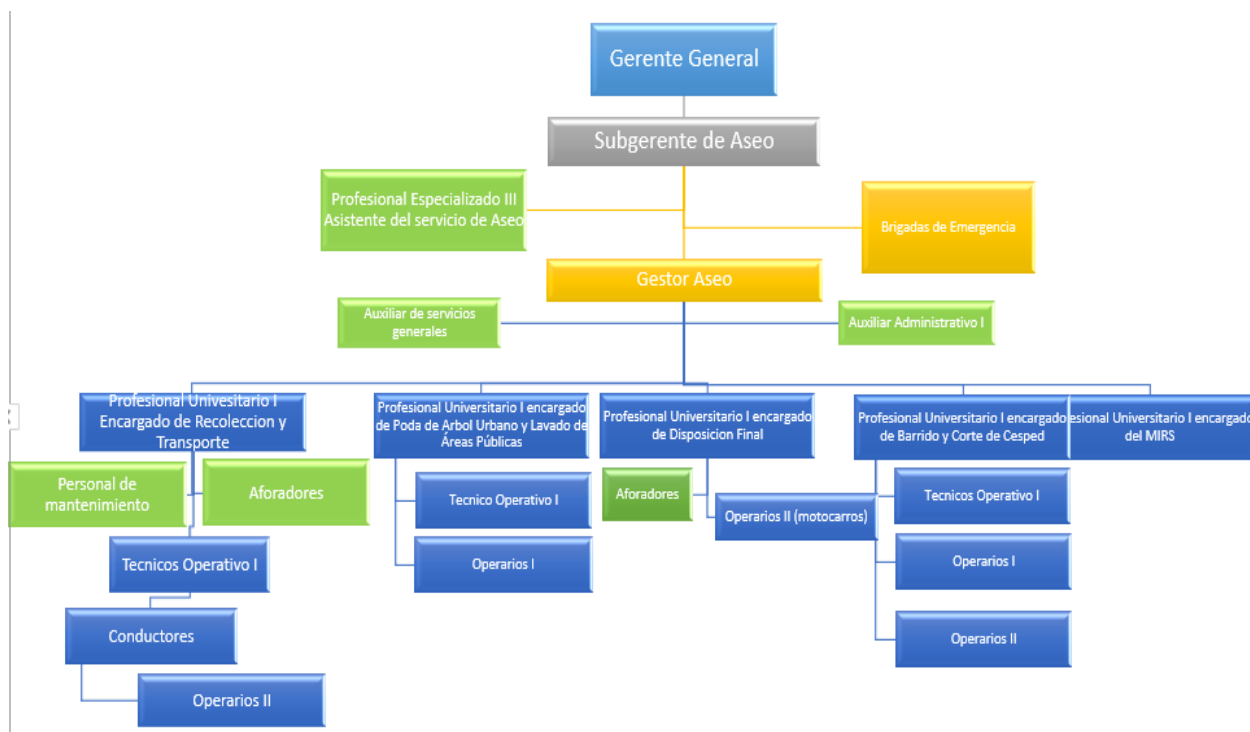 Gerente General
Subgerente de Aseo
Profesional Especializado III
Asistente del servicio de Aseo
Brigadas de Emergencia
Gestor Aseo
Auxiliar de servicios
generales
Auxiliar Administrativo I
Profesional Univesitario I
Encargado de Recoleccion y
Transporte
Profesional Universitario I encargado
de Poda de Arbol Urbano y Lavado de
Áreas Públicas
Profesional Universitario I encargado
de Disposicion Final
Profesional Universitario I encargado
de Barrido y Corte de Cesped
esional Universitario I encargado
del MIRS
Personal de
mantenimiento
Aforadores
Tecnicos Operativo I
Conductores
Operarios II
Tecnico Operativo I
Operarios I
Aforadores
Operarios II (motocarros)
Tecnicos Operativo I
Operarios I
Operarios II